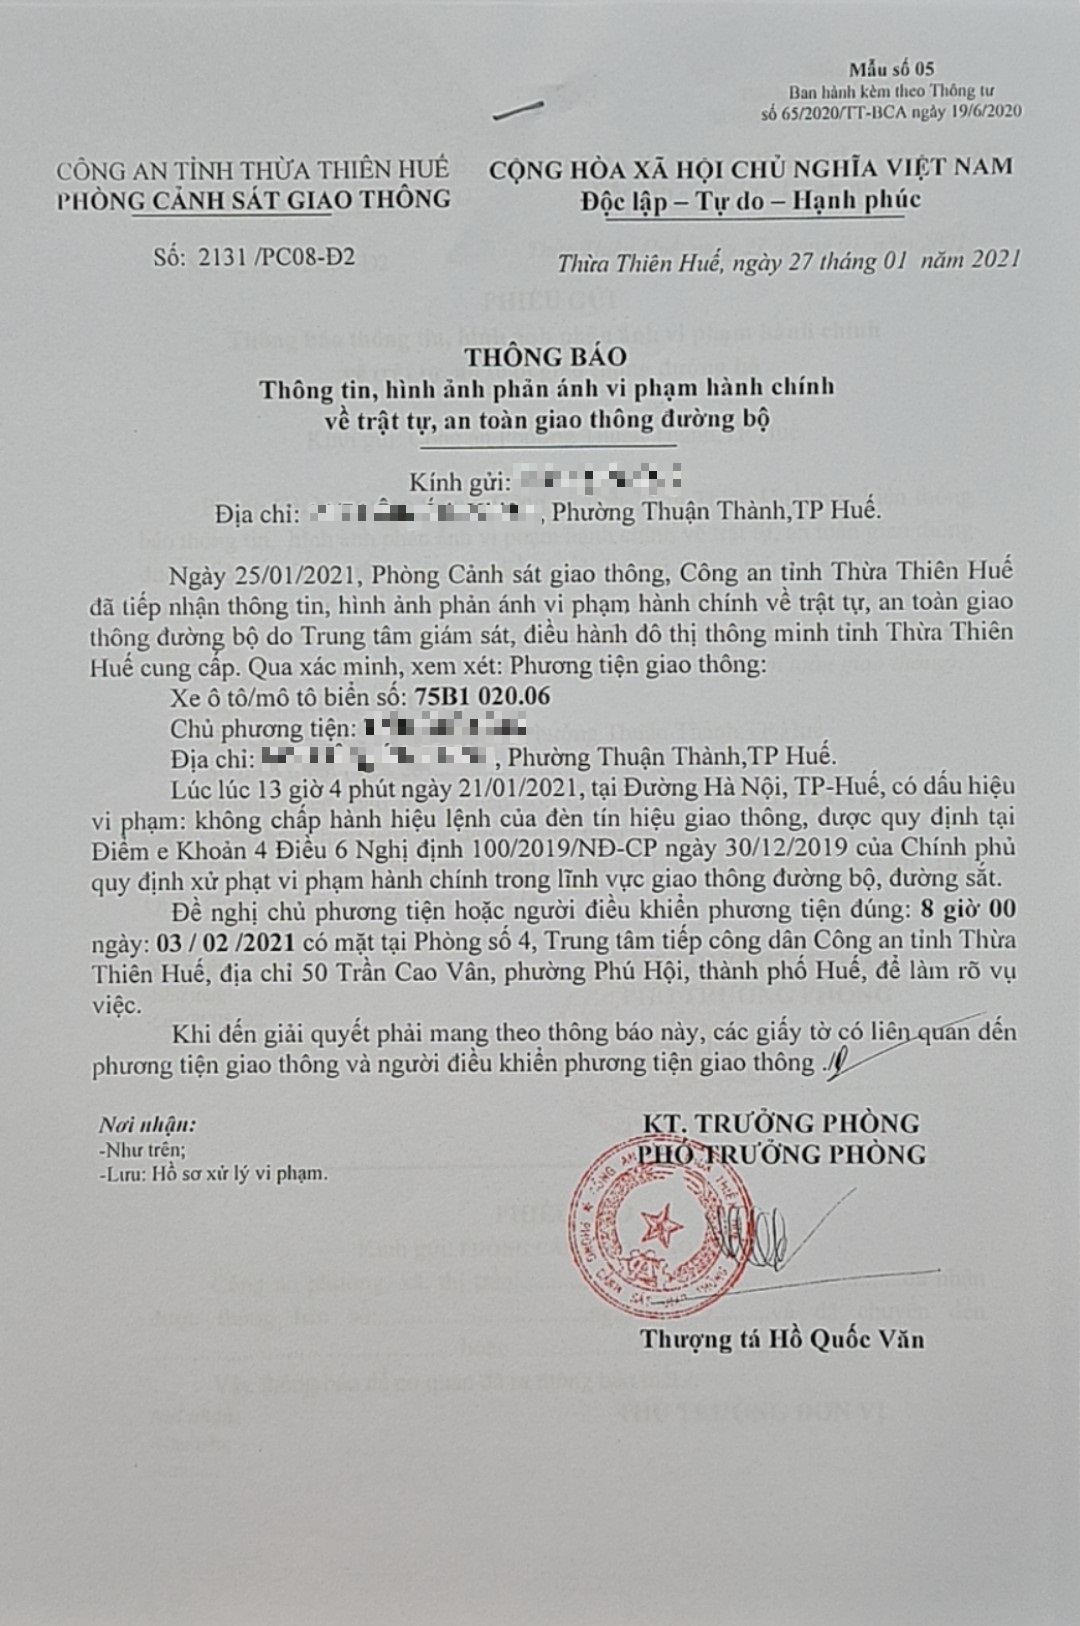 Mẫu số 05
Ban hành kèm theo Thông tư
số 65/2020/TT-BCA ngày 19/6/2020
CÔNG AN TỈNH THỪA THIÊN HUẾ
PHÒNG CẢNH SÁT GIAO THÔNG
CỘNG HÒA XÃ HỘI CHỦ NGHĨA VIỆT NAM
Độc lập – Tự do – Hạnh phúc
Số: 2131 /PC08-Đ2
Thừa Thiên Huế, ngày 27 tháng 01 năm 2021
THÔNG BÁO
Thông tin, hình ảnh phản ánh vi phạm hành chính
về trật tự, an toàn giao thông đường bộ
Kính gửi:
Địa chỉ: , Phường Thuận Thành,TP Huế.
Ngày 25/01/2021, Phòng Cảnh sát giao thông, Công an tỉnh Thừa Thiên Huế
đã tiếp nhận thông tin, hình ảnh phản ánh vi phạm hành chính về trật tự, an toàn giao
thông đường bộ do Trung tâm giám sát, điều hành đô thị thông minh tỉnh Thừa Thiên
Huế cung cấp. Qua xác minh, xem xét: Phương tiện giao thông:
Xe ô tô/mô tô biển số: 75B1 020.06
Chủ phương tiện:
Địa chỉ: , Phường Thuận Thành,TP Huế.
Lúc lúc 13 giờ 4 phút ngày 21/01/2021, tại Đường Hà Nội, TP-Huế, có dấu hiệu
vi phạm: không chấp hành hiệu lệnh của đèn tín hiệu giao thông, được quy định tại
Điểm e Khoản 4 Điều 6 Nghị định 100/2019/NĐ-CP ngày 30/12/2019 của Chính phủ
quy định xử phạt vi phạm hành chính trong lĩnh vực giao thông đường bộ, đường sắt.
Đề nghị chủ phương tiện hoặc người điều khiển phương tiện đúng: 8 giờ 00
ngày: 03 / 02 /2021 có mặt tại Phòng số 4, Trung tâm tiếp công dân Công an tỉnh Thừa
Thiên Huế, địa chỉ 50 Trần Cao Vân, phường Phú Hội, thành phố Huế, để làm rõ vụ
việc.
Khi đến giải quyết phải mang theo thông báo này, các giấy tờ có liên quan đến
phương tiện giao thông và người điều khiển phương tiện giao thông ./.
Nơi nhận:
-Như trên;
-Lưu: Hồ sơ xử lý vi phạm.
KT. TRƯỞNG PHÒNG
PHÓ TRƯỞNG PHÒNG
PHÒNG CẢNH SÁT GIAO THÔNG
Thượng tá Hồ Quốc Văn